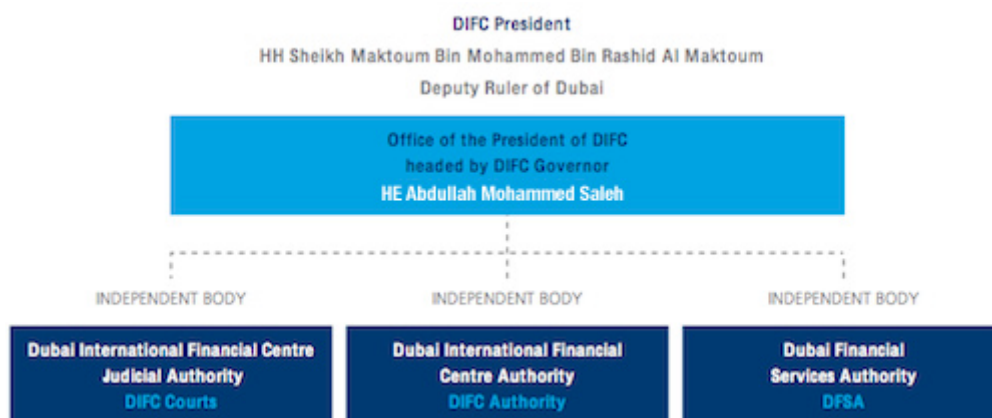 DIFC President
HH Sheikh Maktoum Bin Mohammed Bin Rashid Al Maktoum
Deputy Ruler of Dubai
Office of the President of DIFC
headed by DIFC Governor
HE Abdullah Mohammed Saleh
INDEPENDENT BODY
Dubai International Financial Centre
Judicial Authority
DIFC Courts
INDEPENDENT BODY
Dubai International Financial
Centre Authority
DIFC Authority
INDEPENDENT BODY
Dubai Financial
Services Authority
DFSA